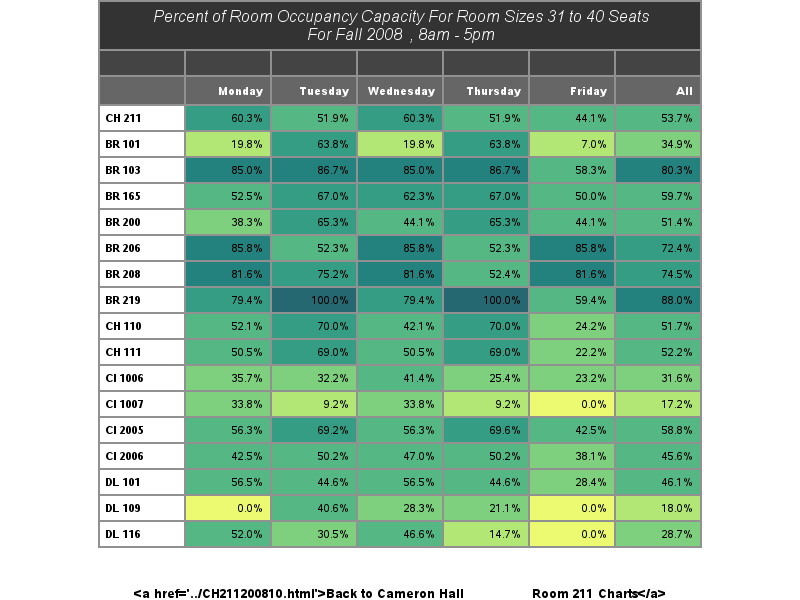 Percent of Room Occupancy Capacity For Room Sizes 31 to 40 Seats
For Fall 2008 , 8am - 5pm
Monday Tuesday Wednesday Thursday Friday All
CH 211 60.3% 51.9% 60.3% 51.9% 44.1% 53.7%
BR 101 19.8% 63.8% 19.8% 63.8% 7.0% 34.9%
BR 103 85.0% 86.7% 85.0% 86.7% 58.3% 80.3%
BR 165 52.5% 67.0% 62.3% 67.0% 50.0% 59.7%
BR 200 38.3% 65.3% 44.1% 65.3% 44.1% 51.4%
BR 206 85.8% 52.3% 85.8% 52.3% 85.8% 72.4%
BR 208 81.6% 75.2% 81.6% 52.4% 81.6% 74.5%
BR 219 79.4% 100.0% 79.4% 100.0% 59.4% 88.0%
CH 110 52.1% 70.0% 42.1% 70.0% 24.2% 51.7%
CH 111 50.5% 69.0% 50.5% 69.0% 22.2% 52.2%
CI 1006 35.7% 32.2% 41.4% 25.4% 23.2% 31.6%
CI 1007 33.8% 9.2% 33.8% 9.2% 0.0% 17.2%
CI 2005 56.3% 69.2% 56.3% 69.6% 42.5% 58.8%
CI 2006 42.5% 50.2% 47.0% 50.2% 38.1% 45.6%
DL 101 56.5% 44.6% 56.5% 44.6% 28.4% 46.1%
DL 109 0.0% 40.6% 28.3% 21.1% 0.0% 18.0%
DL 116 52.0% 30.5% 46.6% 14.7% 0.0% 28.7%
<a href='../CH211200810.html'>Back to Cameron Hall Room 211 Charts</a>